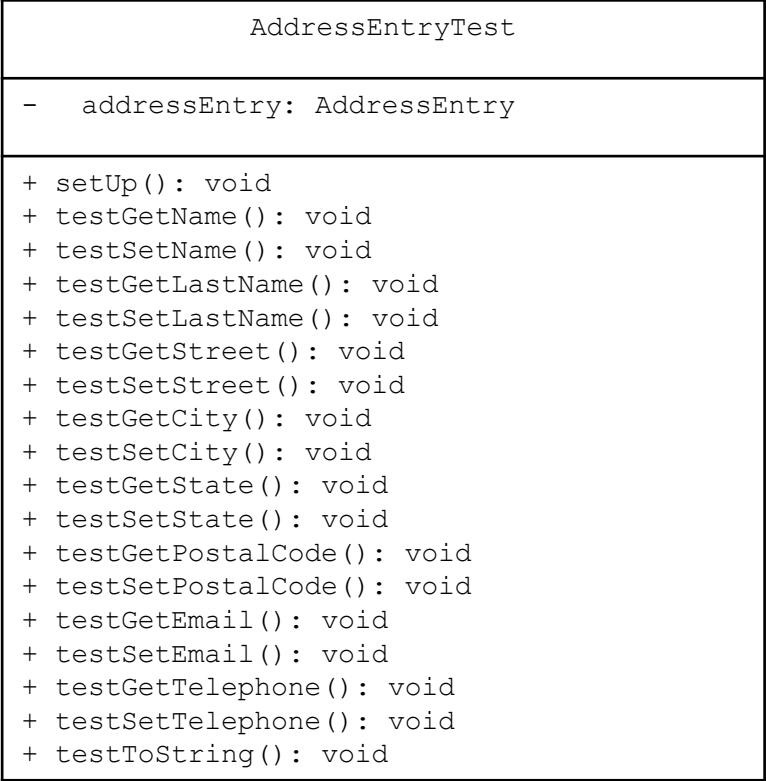 AddressEntryTest
- addressEntry: AddressEntry
+ setUp(): void
+ testGetName(): void
+ testSetName(): void
+ testGetLastName(): void
+ testSetLastName(): void
+ testGetStreet(): void
+ testSetStreet(): void
+ testGetCity(): void
+ testSetCity(): void
+ testGetState(): void
+ testSetState(): void
+ testGetPostalCode(): void
+ testSetPostalCode(): void
+ testGetEmail(): void
+ testSetEmail(): void
+ testGetTelephone(): void
+ testSetTelephone(): void
+ testToString(): void